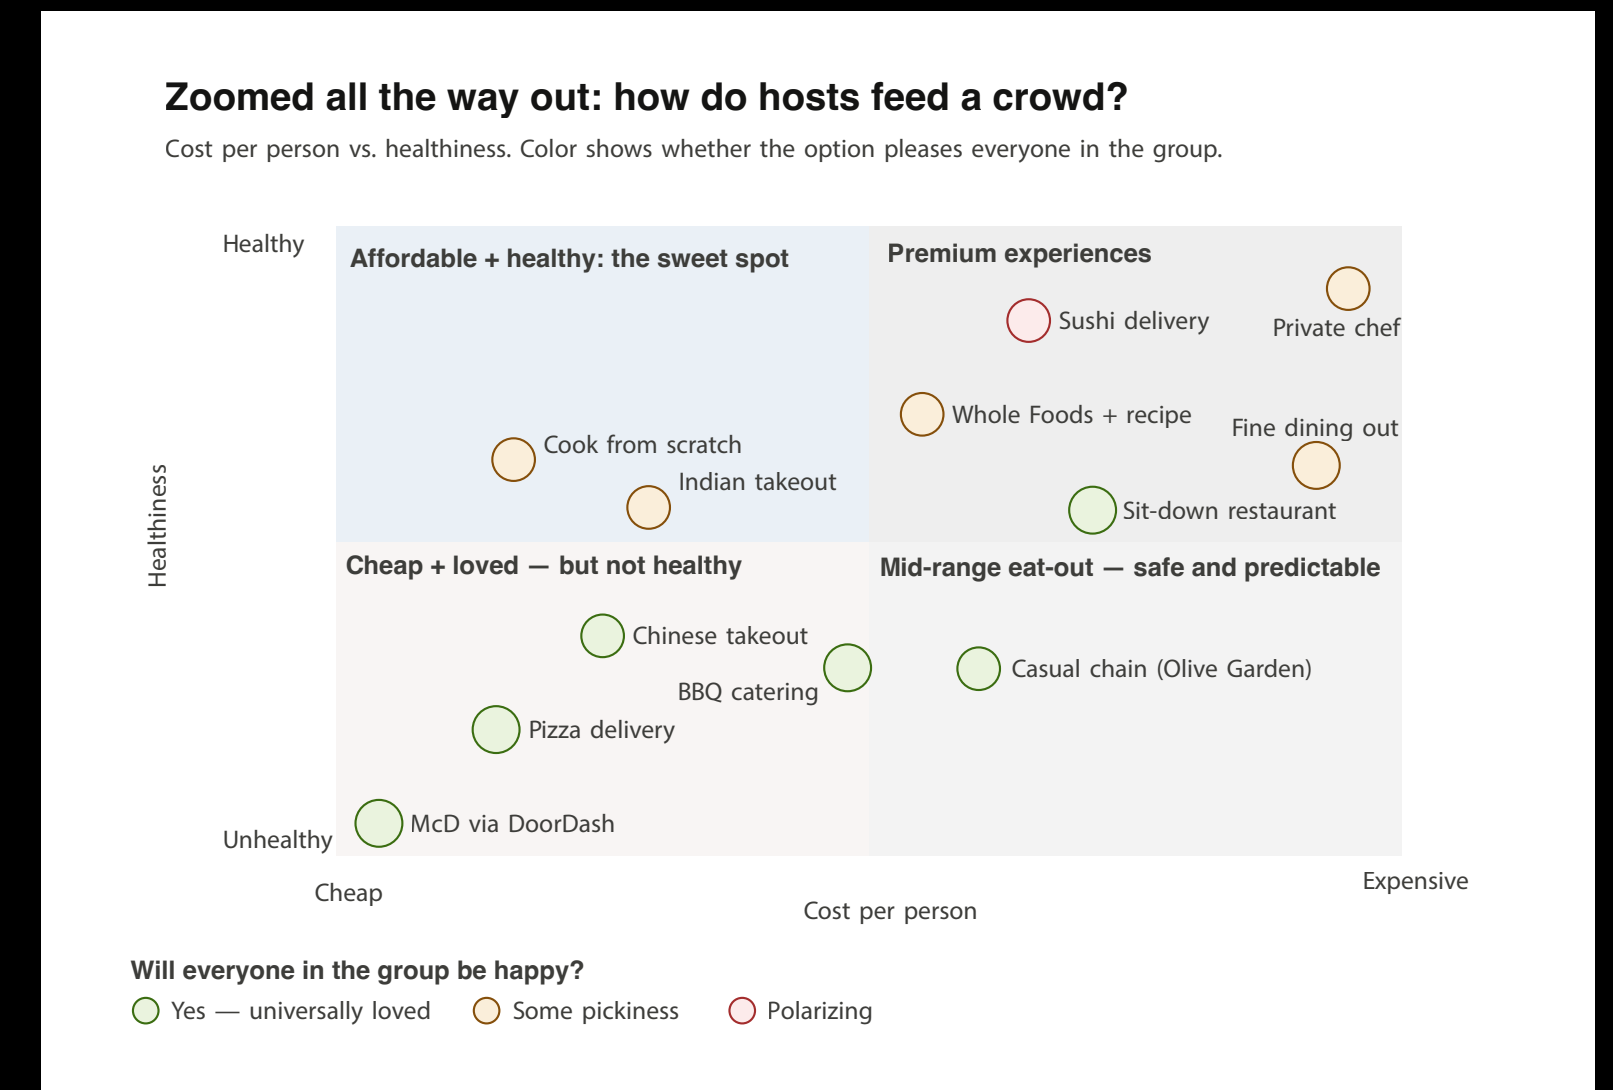 Zoomed all the way out: how do hosts feed a crowd?
Cost per person vs. healthiness. Color shows whether the option pleases everyone in the group.
Healthy
Affordable + healthy: the sweet spot
Premium experiences
Sushi delivery
Private chef
Whole Foods + recipe
Fine dining out
Cook from scratch
Indian takeout
Sit-down restaurant
Healthiness
Cheap + loved — but not healthy
Mid-range eat-out — safe and predictable
Chinese takeout
BBQ catering
Casual chain (Olive Garden)
Pizza delivery
McD via DoorDash
Unhealthy
Cheap
Expensive
Cost per person
Will everyone in the group be happy?
Yes — universally loved
Some pickiness
Polarizing